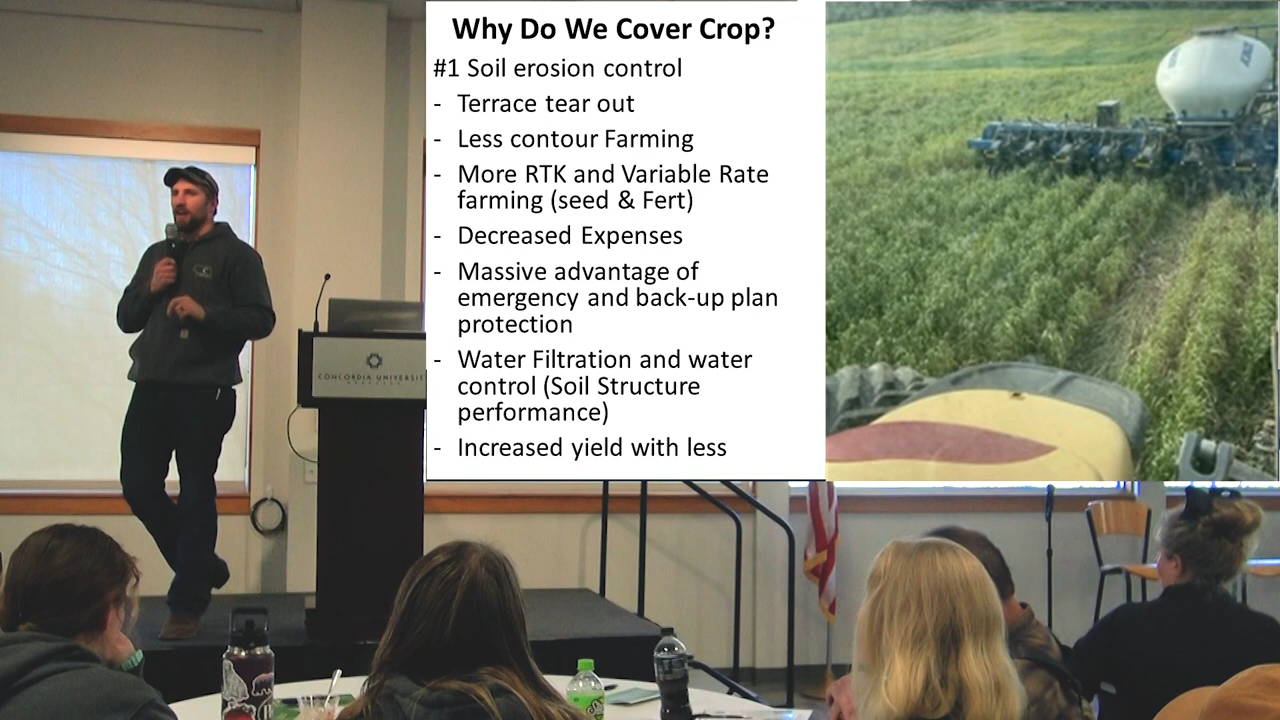 Why Do We Cover Crop?
#1 Soil erosion control
- Terrace tear out
- Less contour Farming
- More RTK and Variable Rate
farming (seed & Fert)
- Decreased Expenses
- Massive advantage of
emergency and back-up plan
protection
- Water Filtration and water
control (Soil Structure
performance)
- Increased yield with less
CONCORDIA UNIVERSI